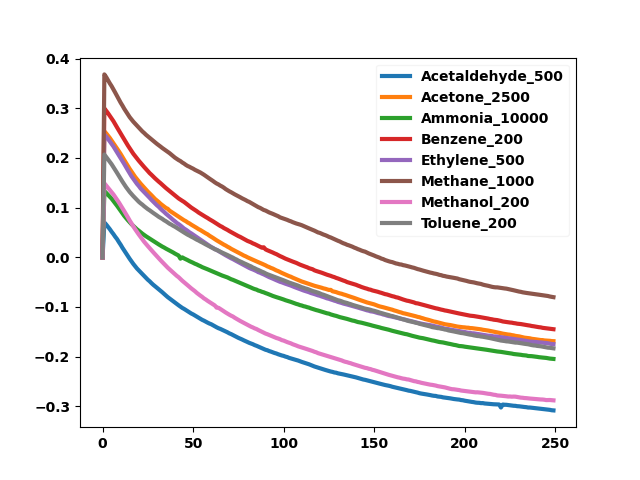 0.4
0.3
0.2
0.1
0.0
−0.1
−0.2
−0.3
0
50
100
150
200
250
Acetaldehyde_500
Acetone_2500
Ammonia_10000
Benzene_200
Ethylene_500
Methane_1000
Methanol_200
Toluene_200